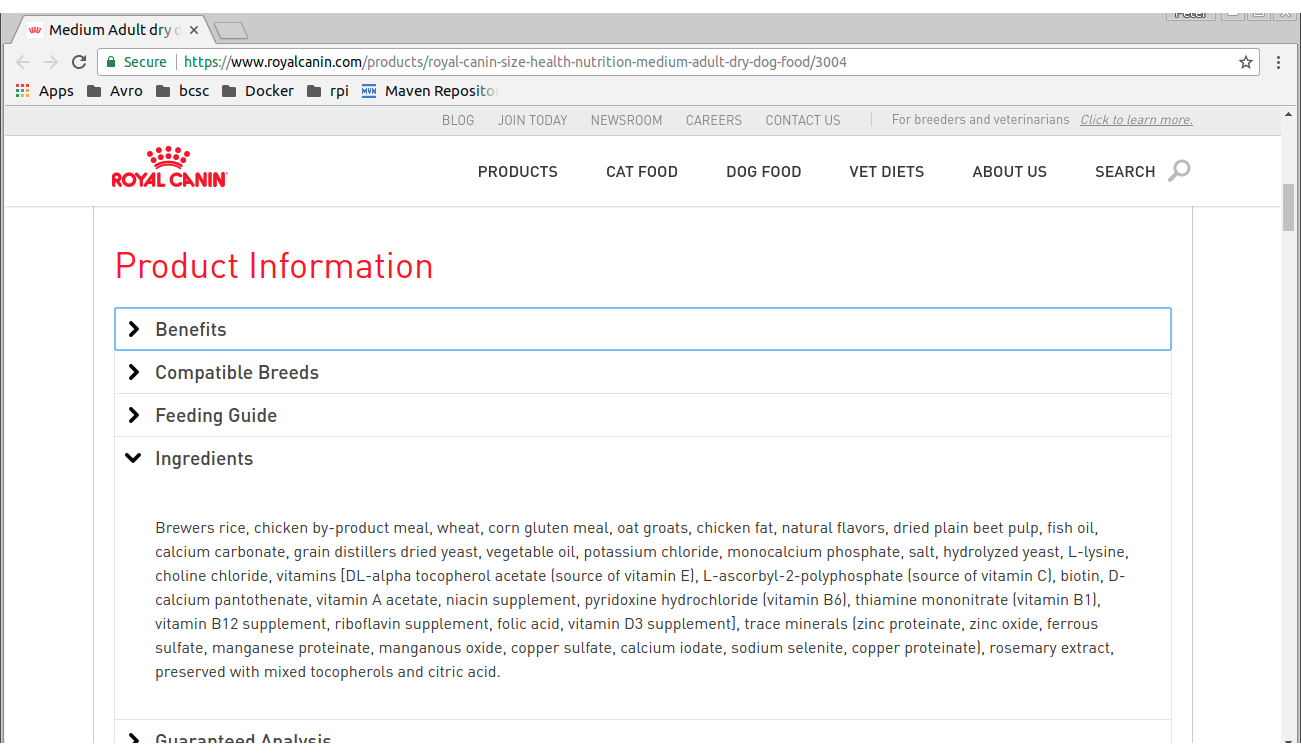 Peter
Medium Adult dry d
Secure https://www.royalcanin.com/products/royal-canin-size-health-nutrition-medium-adult-dry-dog-food/3004
Apps Avro bcsc Docker rpi Maven Reposito
BLOG JOIN TODAY NEWSROOM CAREERS CONTACT US For breeders and veterinarians Click to learn more.
ROYAL CANIN PRODUCTS CAT FOOD DOG FOOD VET DIETS ABOUT US SEARCH
Product Information
Benefits
Compatible Breeds
Feeding Guide
Ingredients
Brewers rice, chicken by-product meal, wheat, corn gluten meal, oat groats, chicken fat, natural flavors, dried plain beet pulp, fish oil,
calcium carbonate, grain distillers dried yeast, vegetable oil, potassium chloride, monocalcium phosphate, salt, hydrolyzed yeast, L-lysine,
choline chloride, vitamins [DL-alpha tocopherol acetate (source of vitamin E), L-ascorbyl-2-polyphosphate (source of vitamin C), biotin, D-
calcium pantothenate, vitamin A acetate, niacin supplement, pyridoxine hydrochloride (vitamin B6), thiamine mononitrate (vitamin B1),
vitamin B12 supplement, riboflavin supplement, folic acid, vitamin D3 supplement], trace minerals (zinc proteinate, zinc oxide, ferrous
sulfate, manganese proteinate, manganous oxide, copper sulfate, calcium iodate, sodium selenite, copper proteinate), rosemary extract,
preserved with mixed tocopherols and citric acid.
Guaranteed Analysis